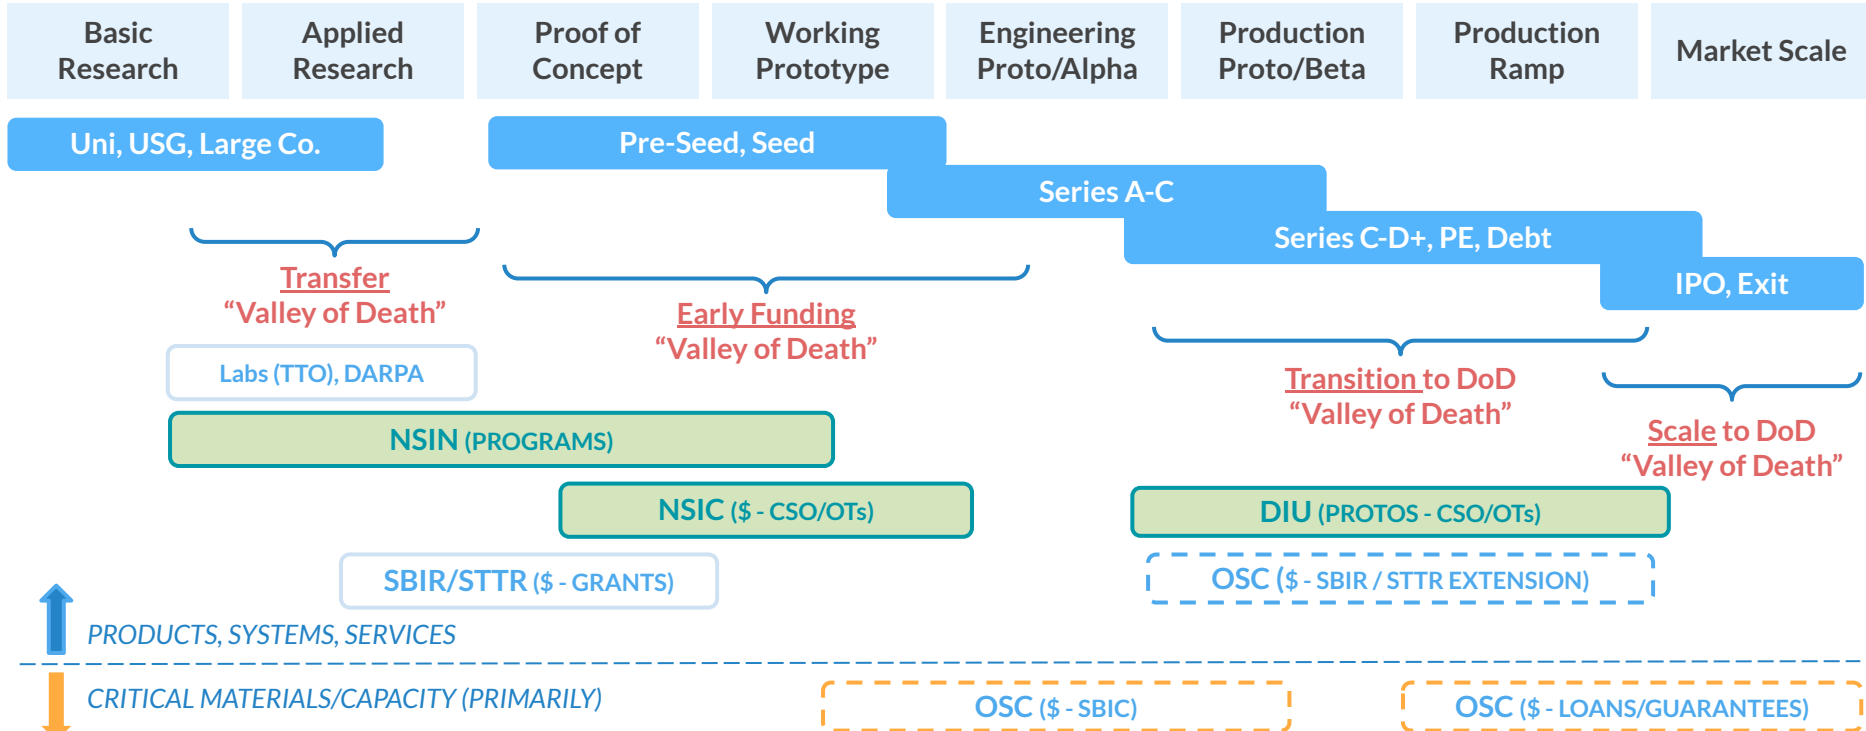 Basic
Research
Applied
Research
Proof of
Concept
Working
Prototype
Engineering
Proto/Alpha
Production
Proto/Beta
Production
Ramp
Market Scale
Uni, USG, Large Co.
Pre-Seed, Seed
Series A-C
Series C-D+, PE, Debt
IPO, Exit
Transfer
“Valley of Death”
Early Funding
“Valley of Death”
Transition to DoD
“Valley of Death”
Scale to DoD
“Valley of Death”
Labs (TTO), DARPA
NSIN (PROGRAMS)
NSIC ($ - CSO/OTs)
DIU (PROTOS - CSO/OTs)
SBIR/STTR ($ - GRANTS)
OSC ($ - SBIR / STTR EXTENSION)
PRODUCTS, SYSTEMS, SERVICES
CRITICAL MATERIALS/CAPACITY (PRIMARILY)
OSC ($ - SBIC)
OSC ($ - LOANS/GUARANTEES)